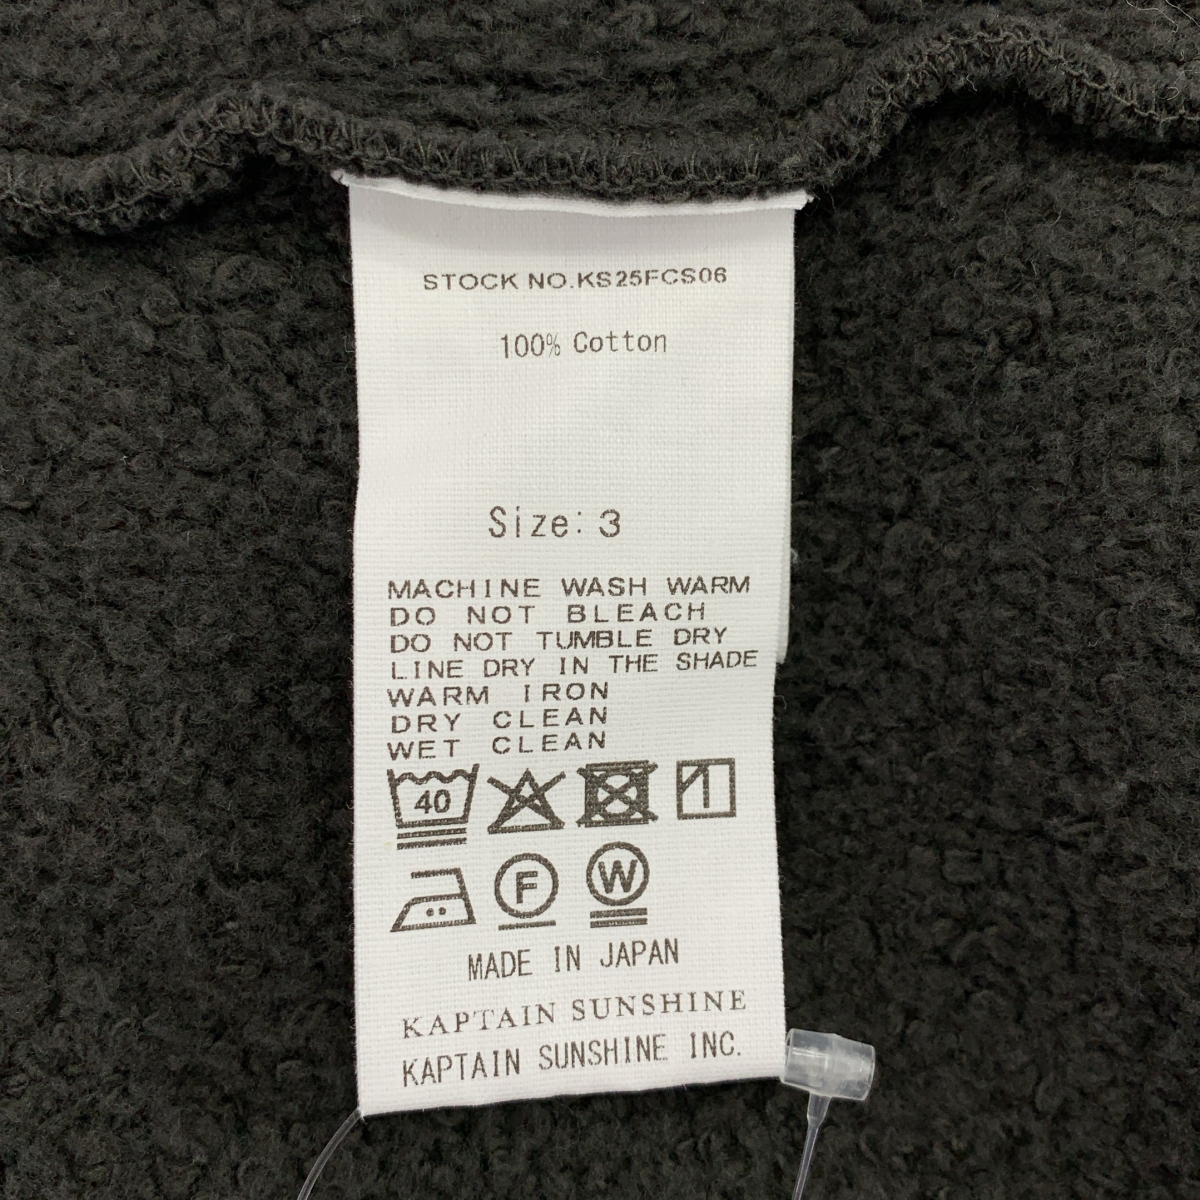 STOCK NO.KS25FCS06
100% Cotton
Size: 3
MACHINE WASH WARM
DO NOT BLEACH
DO NOT TUMBLE DRY
LINE DRY IN THE SHADE
WARM IRON
DRY CLEAN
WET CLEAN
40
F W
MADE IN JAPAN
KAPTAIN SUNSHINE
KAPTAIN SUNSHINE INC.